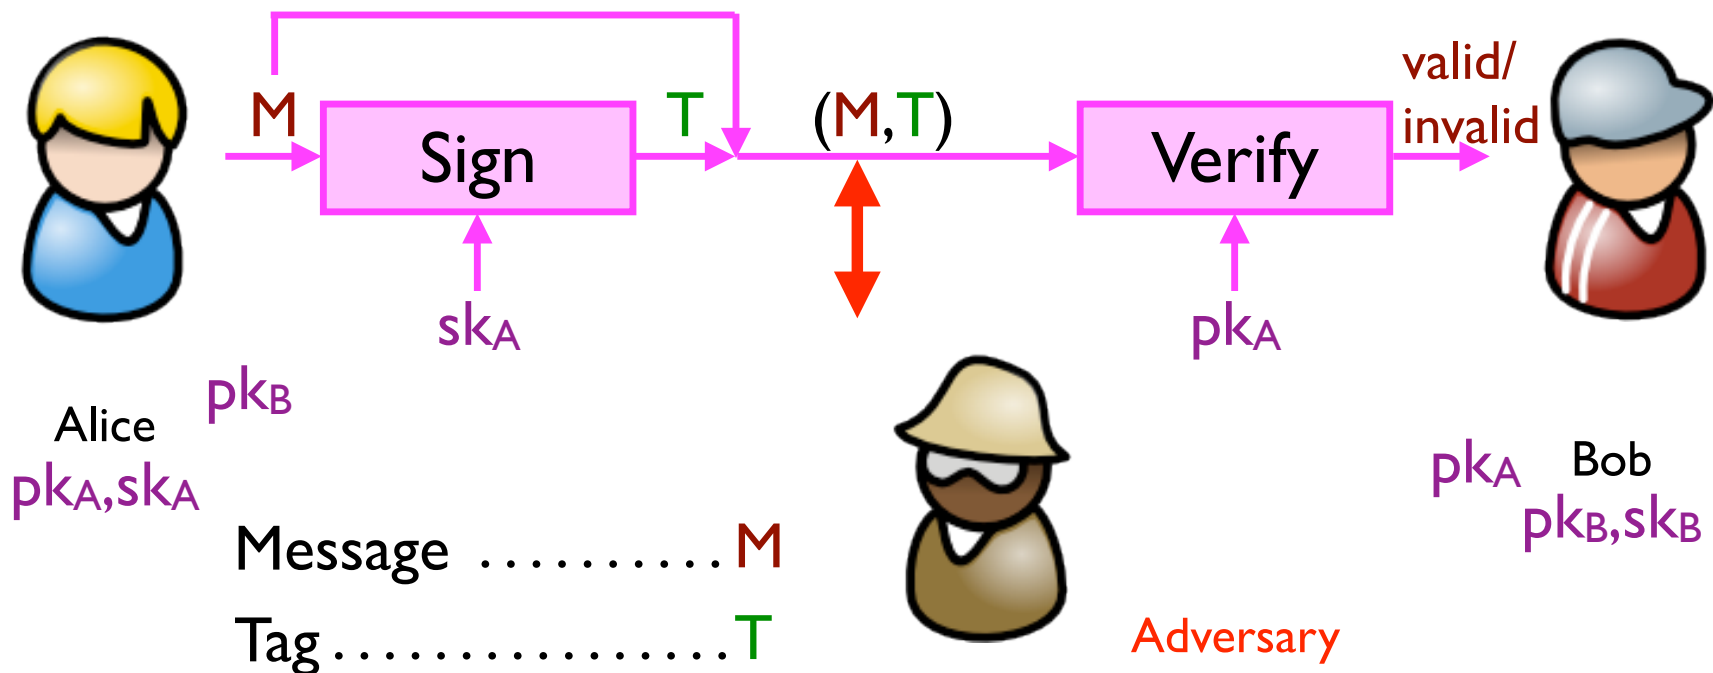 valid/
invalid
M
T
(M,T)
Sign
Verify
skA
pkA
pkB
Alice
pkA,skA
pkA
Bob
pkB,skB
Message .......... M
Tag ................ T
Adversary